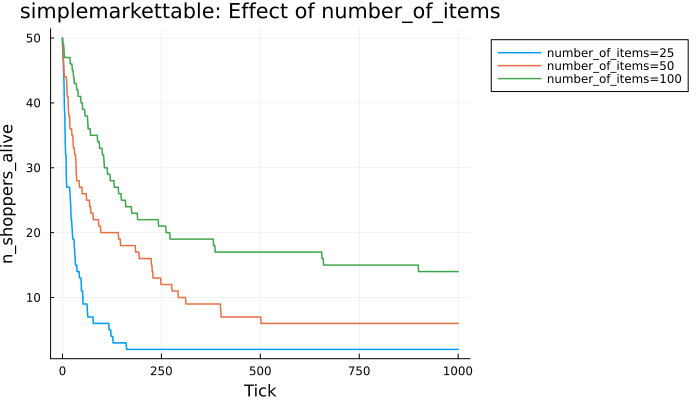 simplemarkettable: Effect of number_of_items
n_shoppers_alive
50
40
30
20
10
0
250
500
750
1000
Tick
number_of_items=25
number_of_items=50
number_of_items=100